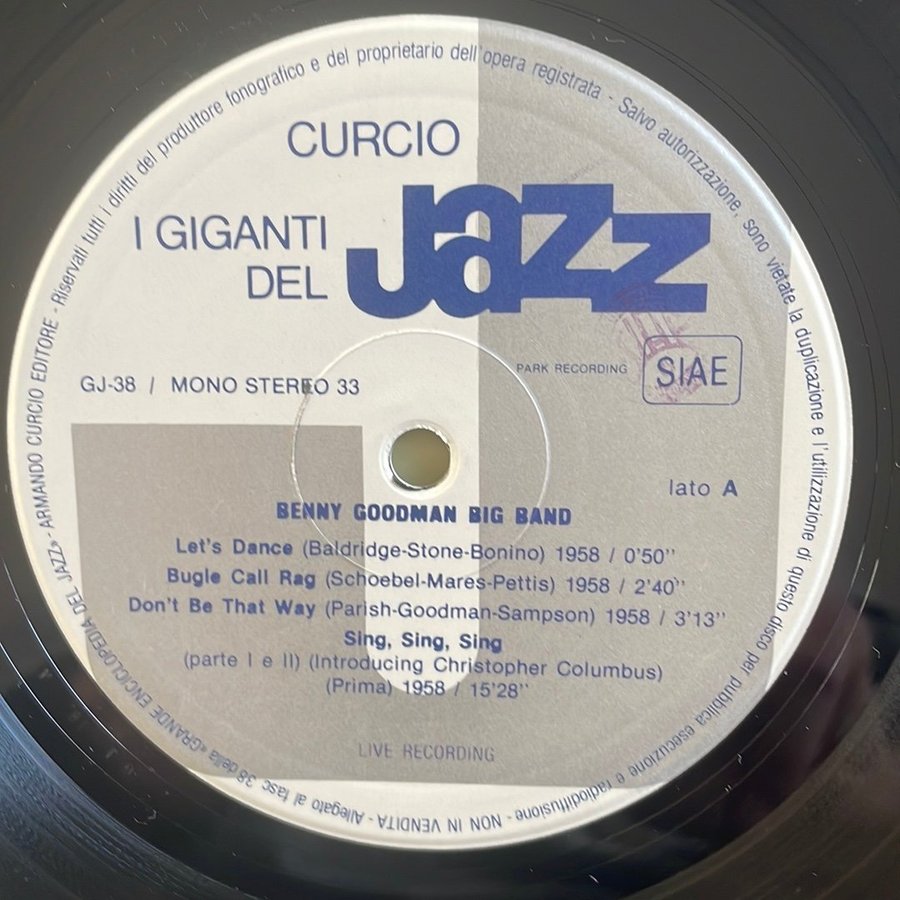 CURCIO
I GIGANTI
DEL
Jazz
GJ-38 / MONO STEREO 33
PARK RECORDING
SIAE
lato A
BENNY GOODMAN BIG BAND
Let's Dance (Baldridge-Stone-Bonino) 1958 / 0'50''
Bugle Call Rag (Schoebel-Mares-Pettis) 1958 / 2'40''
Don't Be That Way (Parish-Goodman-Sampson) 1958 / 3'13''
Sing, Sing, Sing
(parte I e II) (Introducing Christopher Columbus)
(Prima) 1958 / 15'28''
LIVE RECORDING
Allegato al fasc. 38 della «GRANDE ENCICLOPEDIA DEL JAZZ» - ARMANDO CURCIO EDITORE - Riservati tutti i diritti del produttore fonografico e del proprietario dell'opera registrata - Salvo autorizzazione, sono vietate la duplicazione e l'utilizzazione di questo disco per pubblica esecuzione e radiodiffusione - NON IN VENDITA -